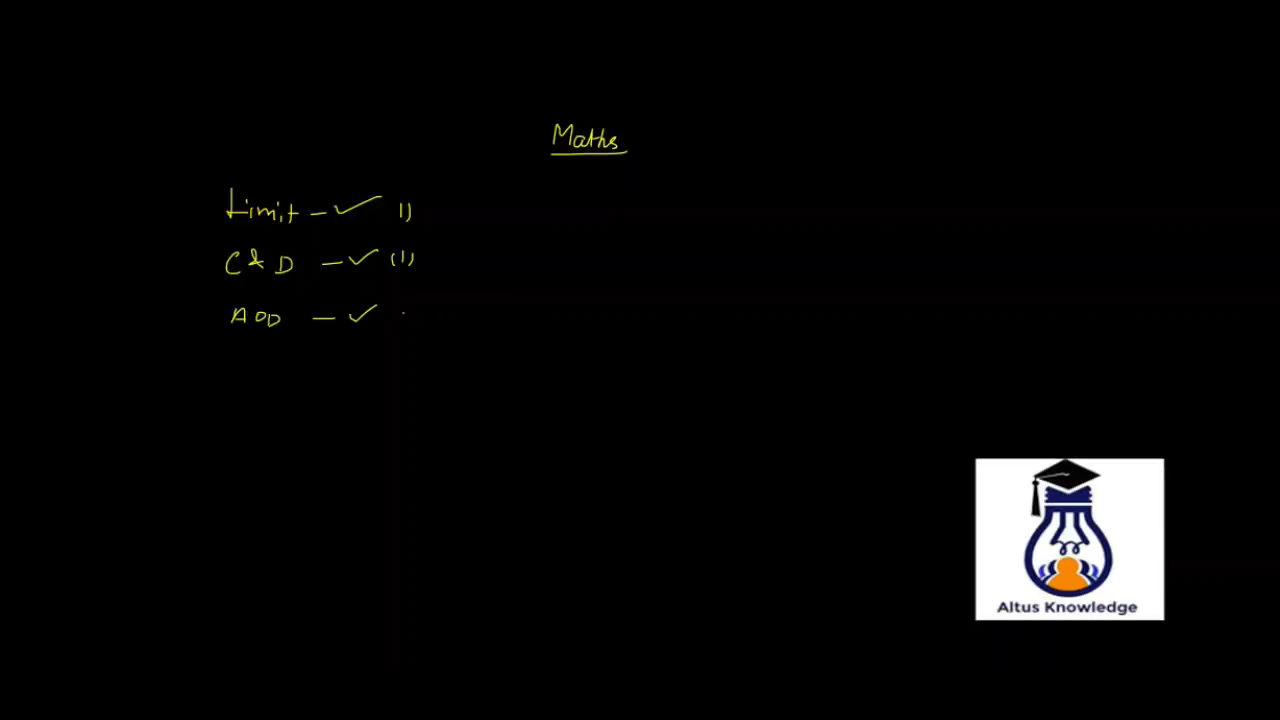 Maths
Limit - ✓ 1)
C & D - ✓ (1)
AOD - ✓
Altus Knowledge